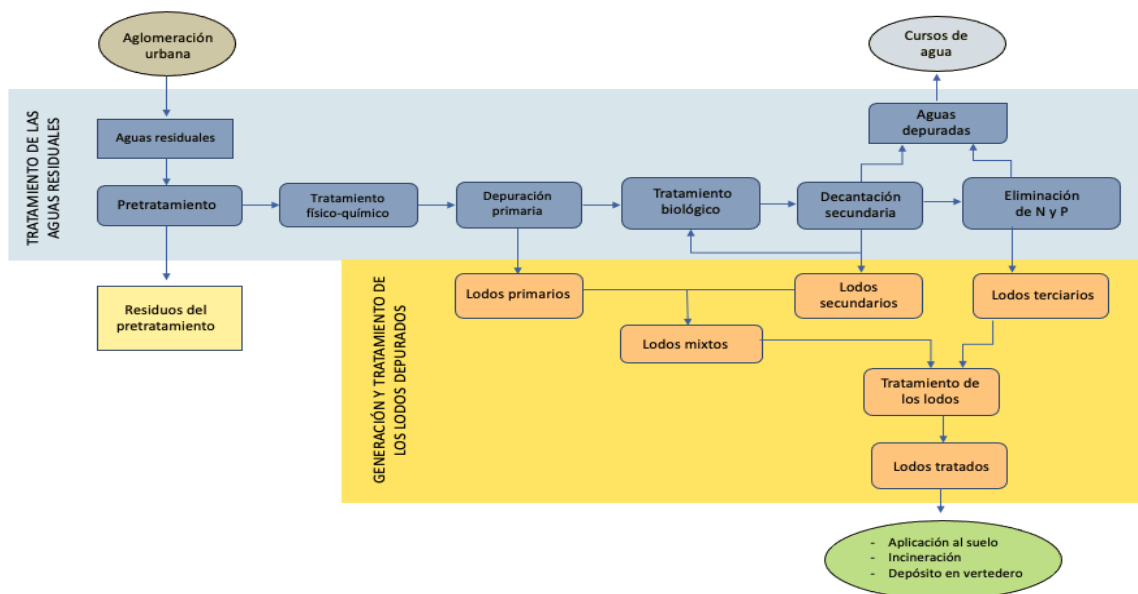 Aglomeración
urbana
Cursos de
agua
TRATAMIENTO DE LAS
AGUAS RESIDUALES
Aguas residuales
Aguas
depuradas
Pretratamiento
Tratamiento
físico-químico
Depuración
primaria
Tratamiento
biológico
Decantación
secundaria
Eliminación
de N y P
GENERACIÓN Y TRATAMIENTO DE
LOS LODOS DEPURADOS
Residuos del
pretratamiento
Lodos primarios
Lodos
secundarios
Lodos terciarios
Lodos mixtos
Tratamiento de
los lodos
Lodos tratados
- Aplicación al suelo
- Incineración
- Depósito en vertedero